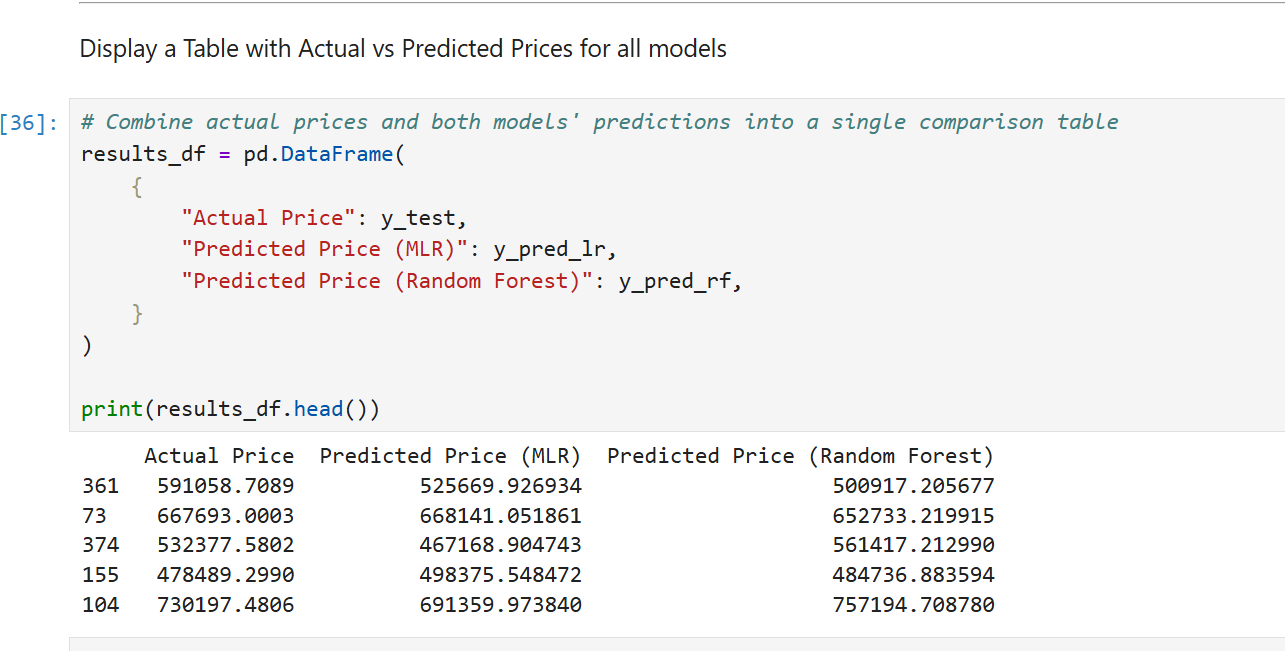 Display a Table with Actual vs Predicted Prices for all models
[36]:
# Combine actual prices and both models' predictions into a single comparison table
results_df = pd.DataFrame(
    {
        "Actual Price": y_test,
        "Predicted Price (MLR)": y_pred_lr,
        "Predicted Price (Random Forest)": y_pred_rf,
    }
)
print(results_df.head())
     Actual Price  Predicted Price (MLR)  Predicted Price (Random Forest)
361   591058.7089          525669.926934                    500917.205677
73    667693.0003          668141.051861                    652733.219915
374   532377.5802          467168.904743                    561417.212990
155   478489.2990          498375.548472                    484736.883594
104   730197.4806          691359.973840                    757194.708780